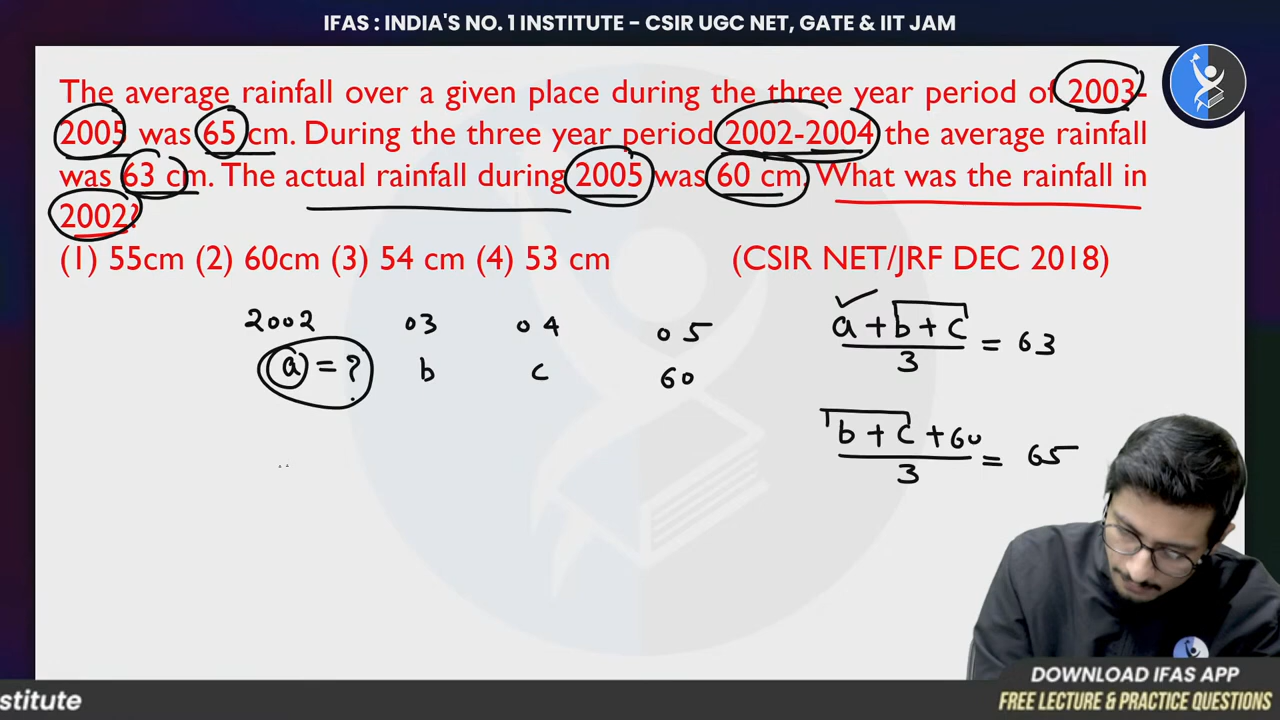 IFAS : INDIA'S NO. 1 INSTITUTE – CSIR UGC NET, GATE & IIT JAM
The average rainfall over a given place during the three year period of 2003-
2005 was 65 cm. During the three year period 2002-2004 the average rainfall
was 63 cm. The actual rainfall during 2005 was 60 cm. What was the rainfall in
2002?
(1) 55cm (2) 60cm (3) 54 cm (4) 53 cm (CSIR NET/JRF DEC 2018)
2002 03 04 05
a = ? b c 60
a + b + c
3
= 63
b + c + 60
3
= 65
DOWNLOAD IFAS APP
FREE LECTURE & PRACTICE QUESTIONS
stitute